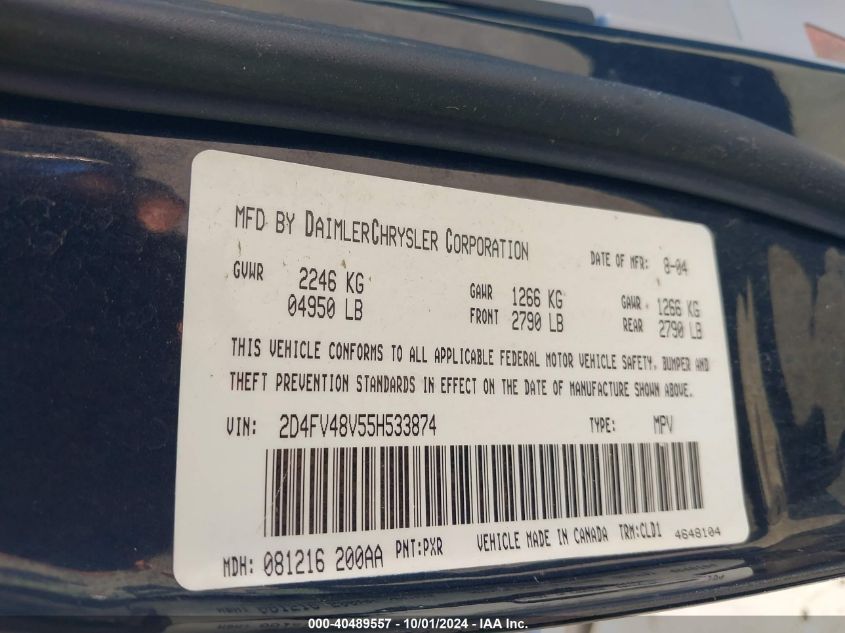 MFD BY DAIMLERCHRYSLER CORPORATION
DATE OF MFR: 8-04
GVWR 2246 KG
04950 LB
GAWR 1266 KG
FRONT 2790 LB
GAWR 1266 KG
REAR 2790 LB
THIS VEHICLE CONFORMS TO ALL APPLICABLE FEDERAL MOTOR VEHICLE SAFETY, BUMPER AND
THEFT PREVENTION STANDARDS IN EFFECT ON THE DATE OF MANUFACTURE SHOWN ABOVE.
VIN: 2D4FV48V55H533874 TYPE: MPV
MDH: 081216 200AA PNT:PXR VEHICLE MADE IN CANADA TRM:CLD1 4648104
000-40489557 - 10/01/2024 - © IAA, Inc.